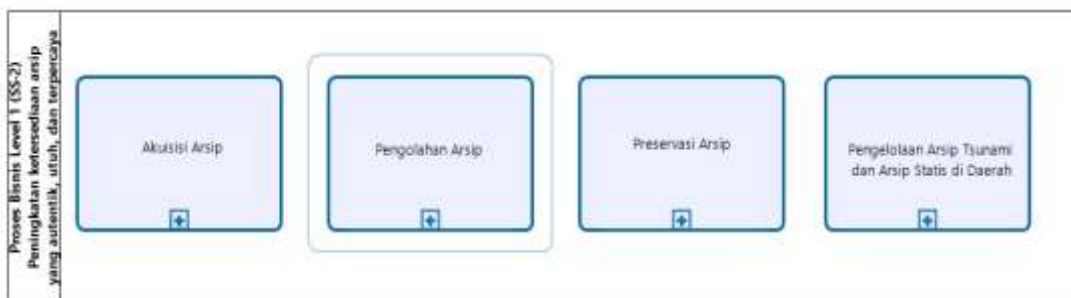 Proses Bisnis Level 1 (SS-2)
Peningkatan ketersediaan arsip
yang autentik, utuh, dan terpercaya
Akuisisi Arsip
Pengolahan Arsip
Preservasi Arsip
Pengelolaan Arsip Tsunami
dan Arsip Statis di Daerah